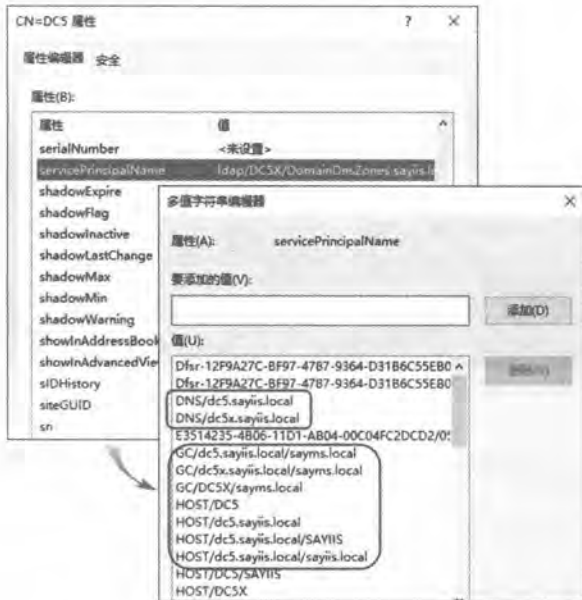 CN=DC5 属性
? ×
属性编辑器 安全
属性(B):
属性 值
serialNumber <未设置>
servicePrincipalName ldap/DC5X/DomainDnsZones.sayiis.l
shadowExpire
shadowFlag
shadowInactive
shadowLastChange
shadowMax
shadowMin
shadowWarning
showInAddressBook
showInAdvancedVie
sIDHistory
siteGUID
sn
多值字符串编辑器 ×
属性(A): servicePrincipalName
要添加的值(V):
添加(D)
值(U):
Dfsr-12F9A27C-BF97-4787-9364-D31B6C55EB0
Dfsr-12F9A27C-BF97-4787-9364-D31B6C55EB0
DNS/dc5.sayiis.local
DNS/dc5x.sayiis.local
E3514235-4B06-11D1-AB04-00C04FC2DCD2/05
GC/dc5.sayiis.local/sayms.local
GC/dc5x.sayiis.local/sayms.local
GC/DC5X/sayms.local
HOST/DC5
HOST/dc5.sayiis.local
HOST/dc5.sayiis.local/SAYIIS
HOST/dc5.sayiis.local/sayiis.local
HOST/DC5/SAYIIS
HOST/DC5X